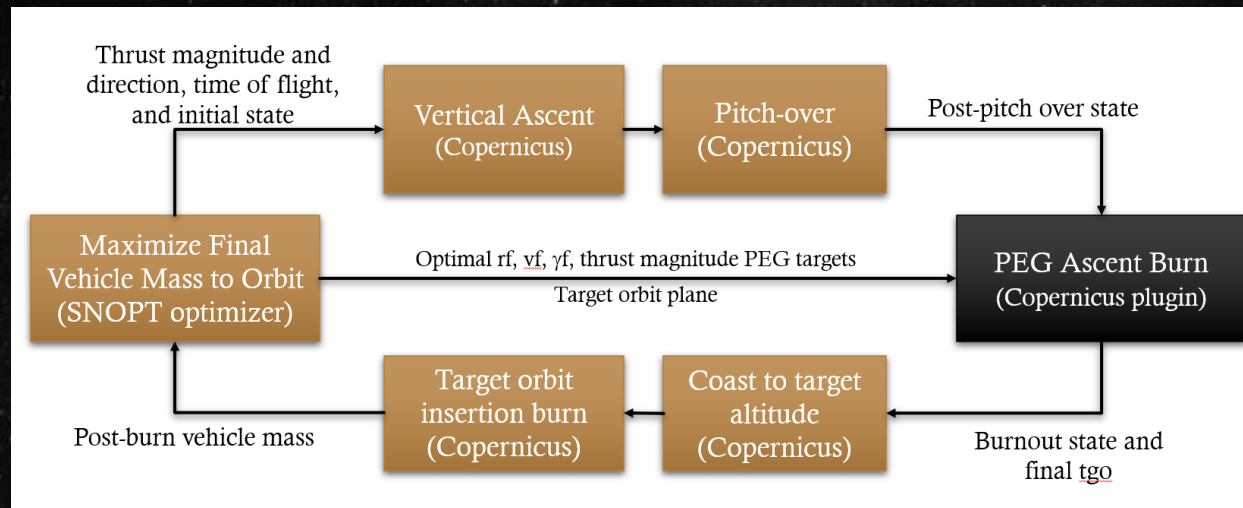 Thrust magnitude and
direction, time of flight,
and initial state
Vertical Ascent
(Copernicus)
Pitch-over
(Copernicus)
Post-pitch over state
Maximize Final
Vehicle Mass to Orbit
(SNOPT optimizer)
Optimal rf, vf, γf, thrust magnitude PEG targets
Target orbit plane
PEG Ascent Burn
(Copernicus plugin)
Target orbit
insertion burn
(Copernicus)
Coast to target
altitude
(Copernicus)
Post-burn vehicle mass
Burnout state and
final tgo